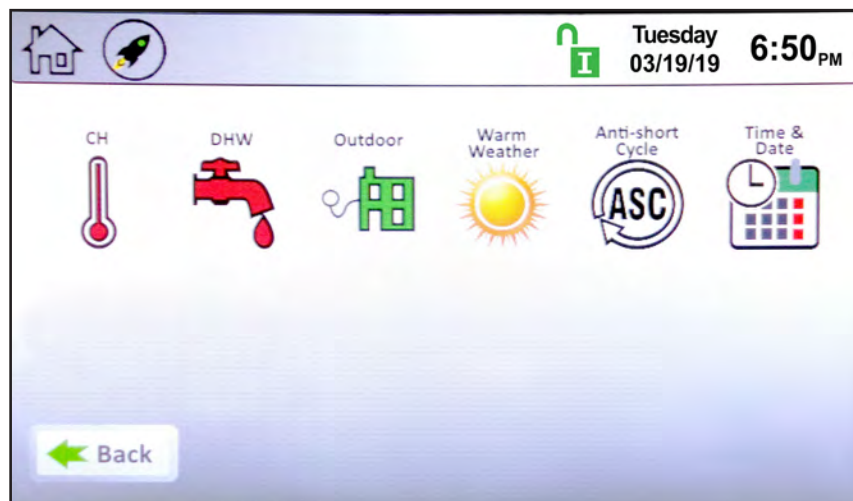 I
Tuesday
03/19/19
6:50PM
CH
DHW
Outdoor
Warm
Weather
Anti-short
Cycle
Time &
Date
ASC
Back